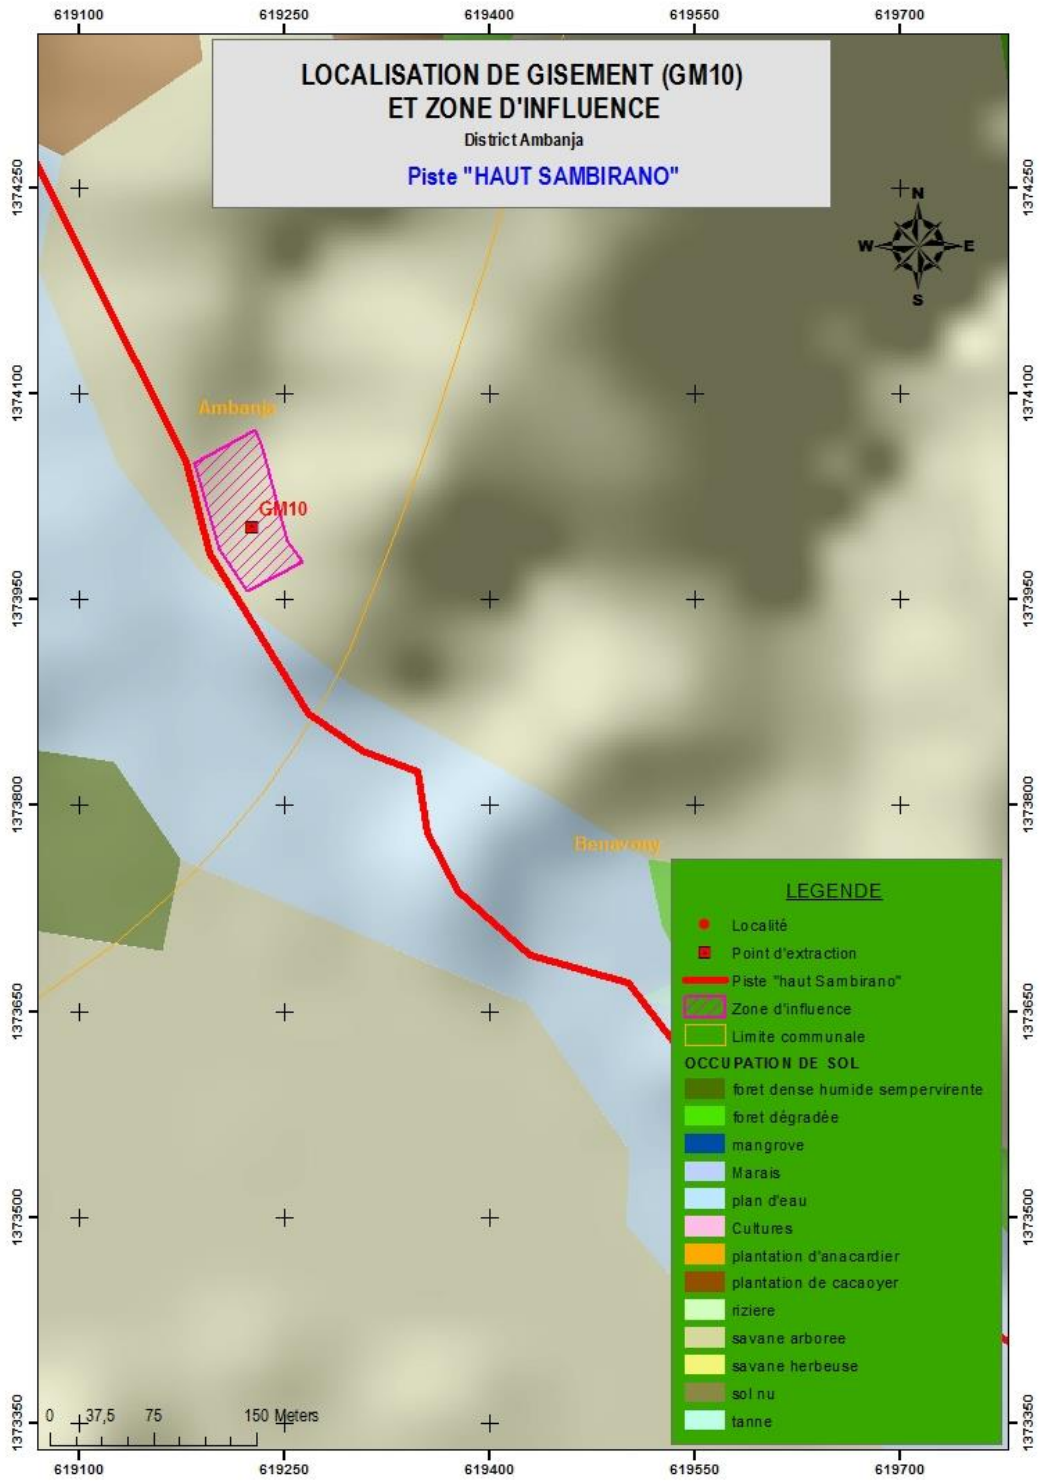 619100 619250 619400 619550 619700
LOCALISATION DE GISEMENT (GM10)
ET ZONE D'INFLUENCE
District Ambanja
Piste "HAUT SAMBIRANO"
1374250 1374250
N
W E
S
1374100 1374100
Ambanja
GM10
1373950 1373950
1373800 1373800
Benavony
LEGENDE
Localité
Point d'extraction
Piste "haut Sambirano"
Zone d'influence
Limite communale
OCCUPATION DE SOL
foret dense humide sempervirente
foret dégradée
mangrove
Marais
plan d'eau
Cultures
plantation d'anacardier
plantation de cacaoyer
riziere
savane arboree
savane herbeuse
sol nu
tanne
1373650 1373650
1373500 1373500
1373350 1373350
0 37,5 75 150 Meters
619100 619250 619400 619550 619700